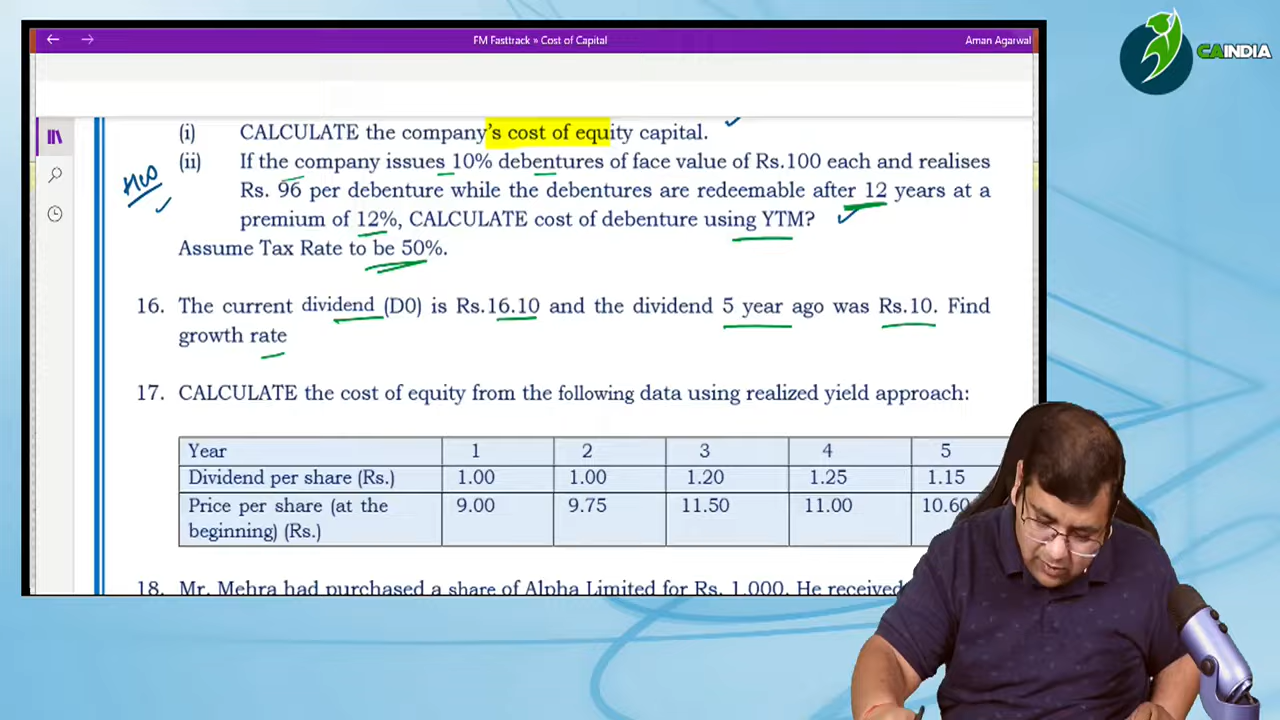 FM Fasttrack » Cost of Capital
Aman Agarwal
CAINDIA
(i) CALCULATE the company's cost of equity capital.
(ii) If the company issues 10% debentures of face value of Rs.100 each and realises
Rs. 96 per debenture while the debentures are redeemable after 12 years at a
premium of 12%, CALCULATE cost of debenture using YTM?
Assume Tax Rate to be 50%.
16. The current dividend (D0) is Rs.16.10 and the dividend 5 year ago was Rs.10. Find
growth rate
17. CALCULATE the cost of equity from the following data using realized yield approach:
Year 1 2 3 4 5
Dividend per share (Rs.) 1.00 1.00 1.20 1.25 1.15
Price per share (at the 9.00 9.75 11.50 11.00 10.60
beginning) (Rs.)
18. Mr. Mehra had purchased a share of Alpha Limited for Rs. 1,000. He received